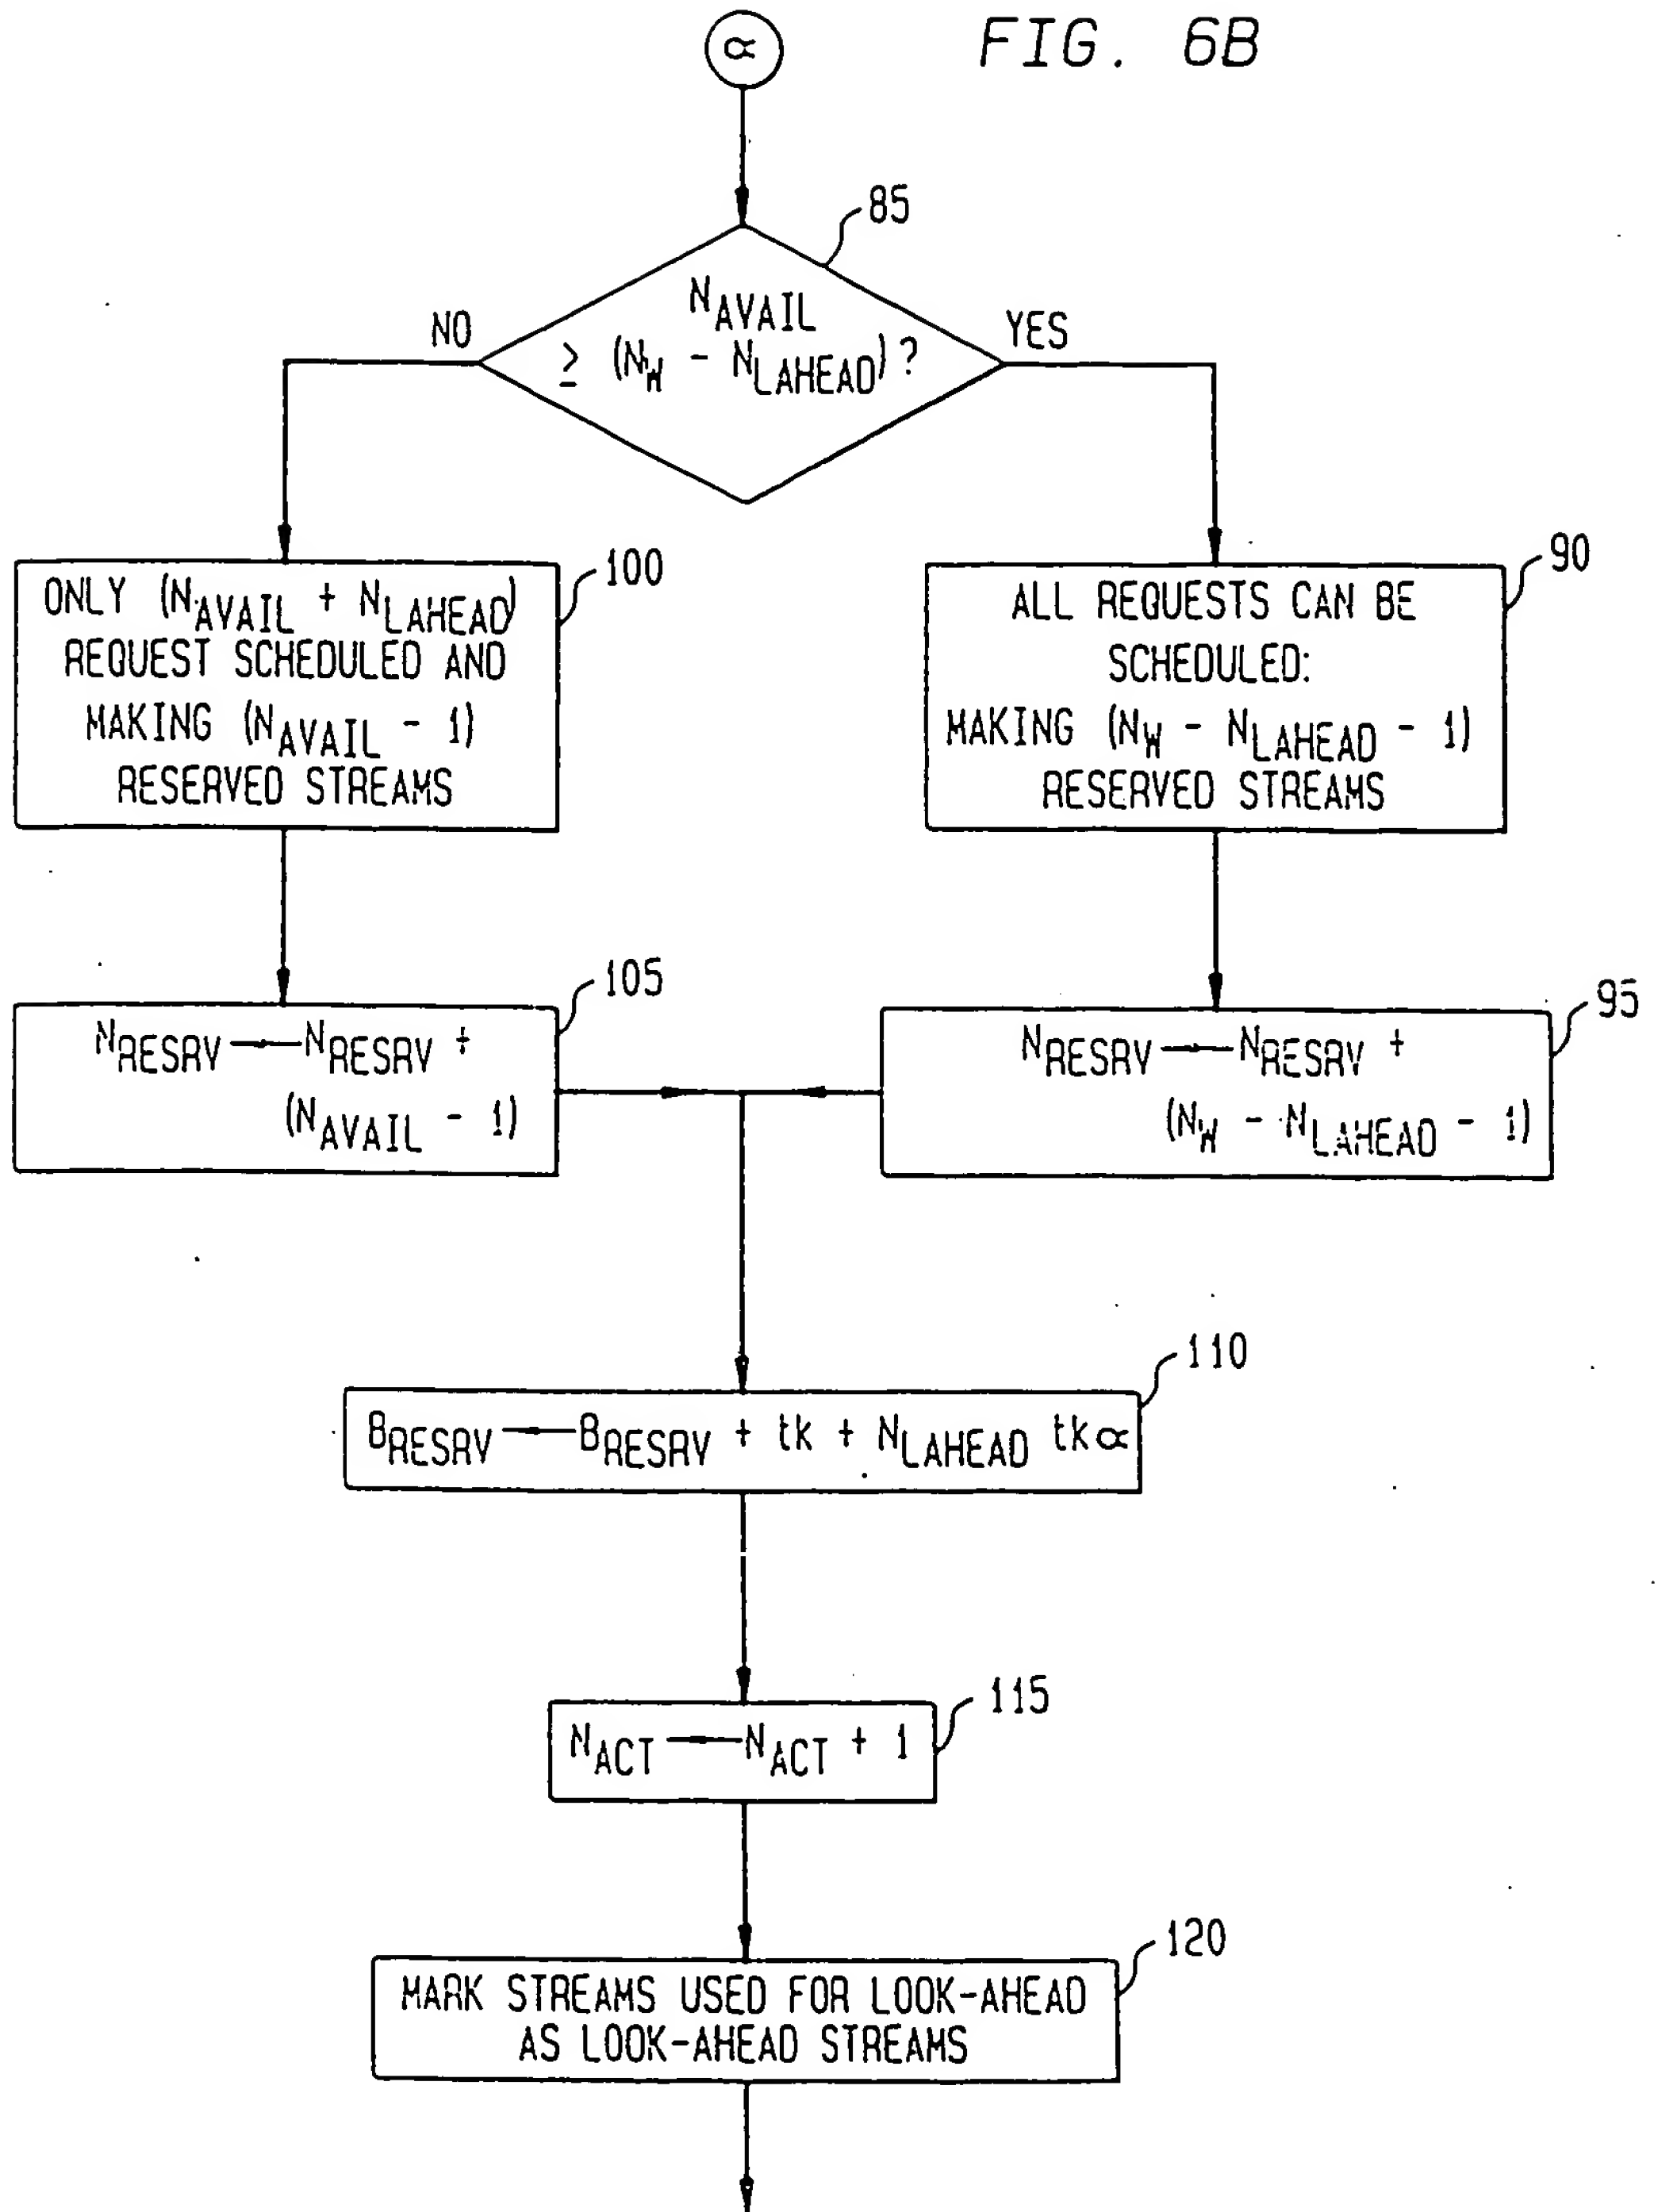 ∝
FIG. 6B
85
N_AVAIL
≥ (N_W - N_LAHEAD)?
NO
YES
100
ONLY (N_AVAIL + N_LAHEAD)
REQUEST SCHEDULED AND
MAKING (N_AVAIL - 1)
RESERVED STREAMS
90
ALL REQUESTS CAN BE
SCHEDULED:
MAKING (N_W - N_LAHEAD - 1)
RESERVED STREAMS
105
N_RESRV ← N_RESRV +
(N_AVAIL - 1)
95
N_RESRV ← N_RESRV +
(N_W - N_LAHEAD - 1)
110
B_RESRV ← B_RESRV + tk + N_LAHEAD tk∝
115
N_ACT ← N_ACT + 1
120
MARK STREAMS USED FOR LOOK-AHEAD
AS LOOK-AHEAD STREAMS